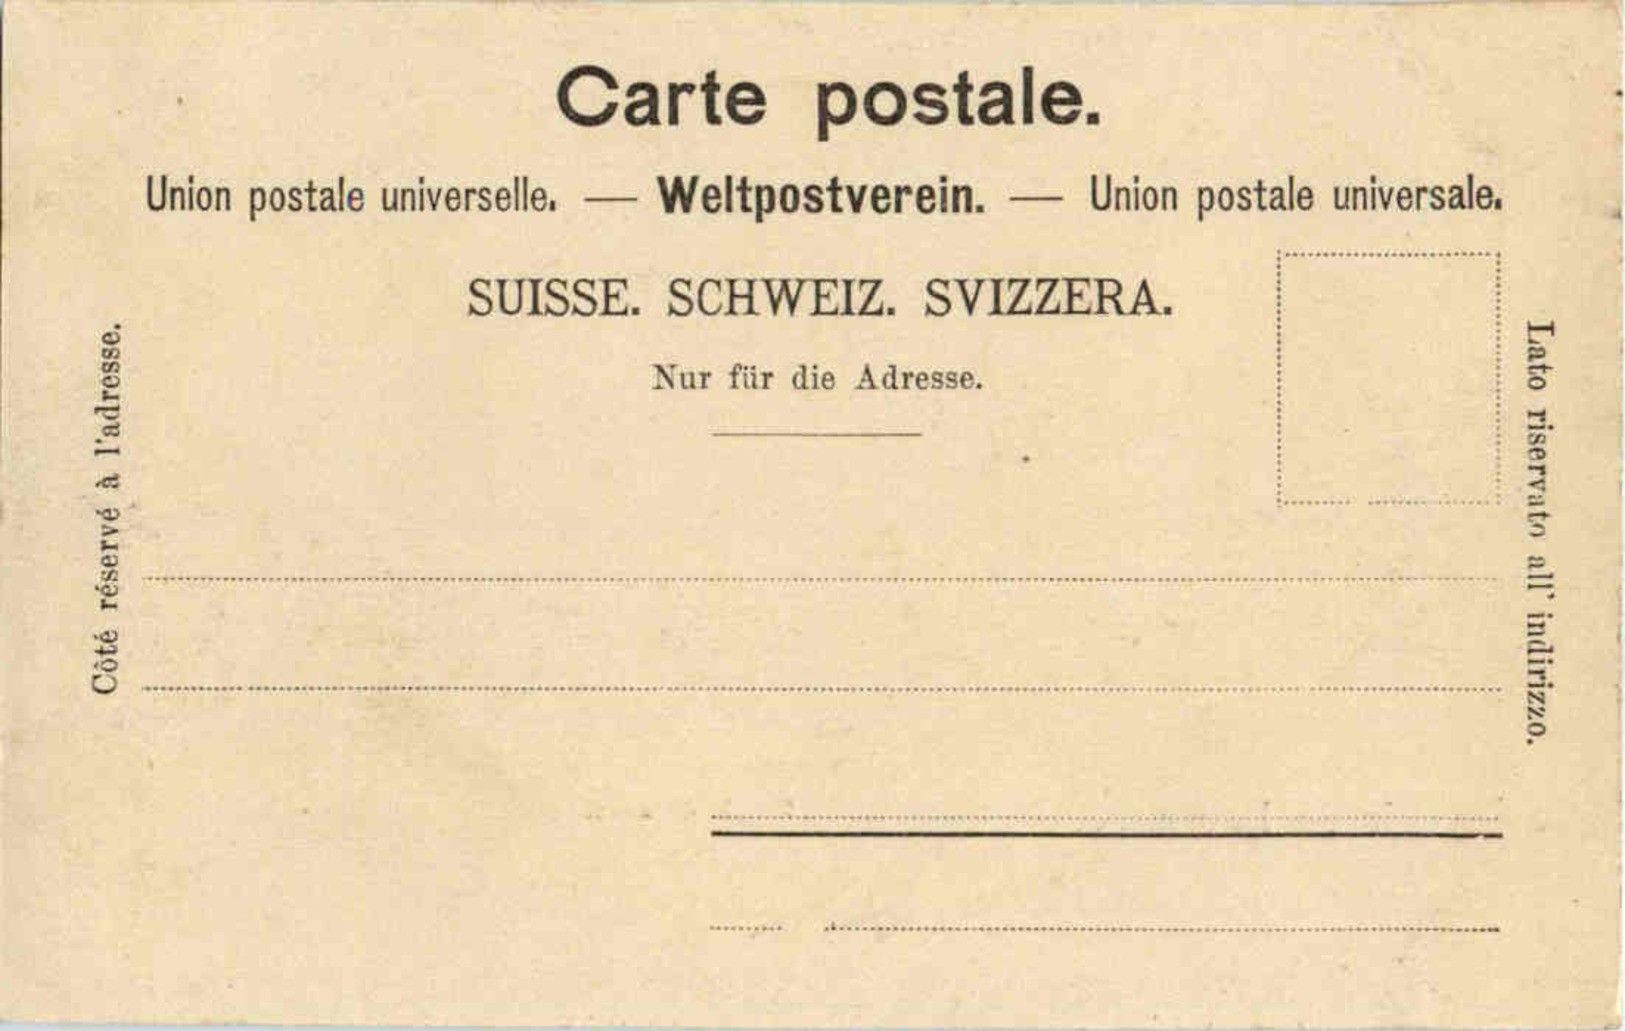 Carte postale.
Union postale universelle. — Weltpostverein. — Union postale universale.
SUISSE. SCHWEIZ. SVIZZERA.
Nur für die Adresse.
Côté réservé à l'adresse.
Lato riservato all' indirizzo.